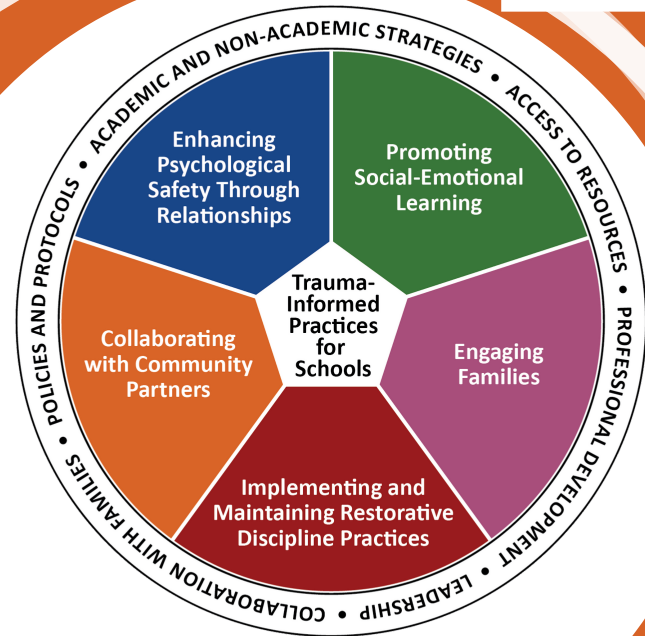 ACADEMIC AND NON-ACADEMIC STRATEGIES • ACCESS TO RESOURCES • PROFESSIONAL DEVELOPMENT • LEADERSHIP • COLLABORATION WITH FAMILIES • POLICIES AND PROTOCOLS •
Enhancing
Psychological
Safety Through
Relationships
Promoting
Social-Emotional
Learning
Trauma-
Informed
Practices
for
Schools
Collaborating
with Community
Partners
Engaging
Families
Implementing and
Maintaining Restorative
Discipline Practices